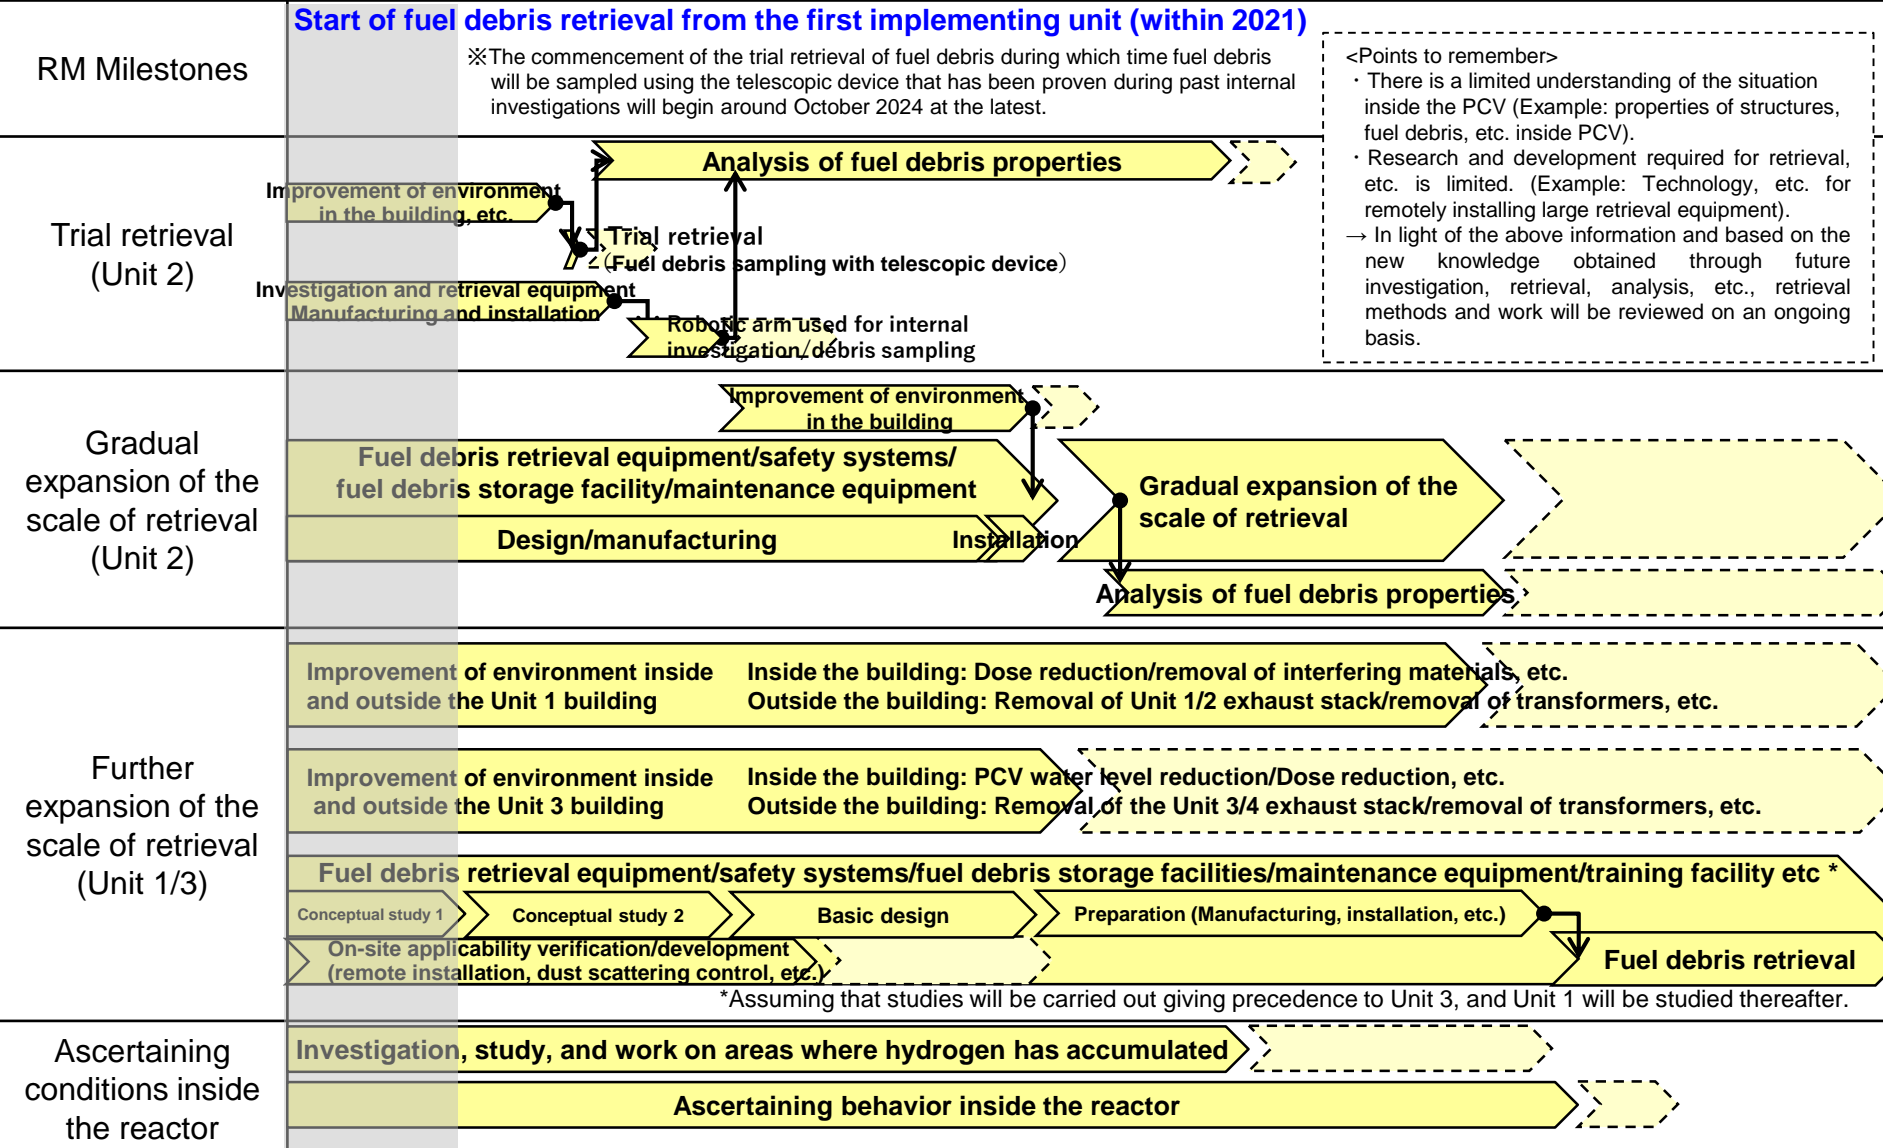 RM Milestones
Start of fuel debris retrieval from the first implementing unit (within 2021)
※The commencement of the trial retrieval of fuel debris during which time fuel debris
will be sampled using the telescopic device that has been proven during past internal
investigations will begin around October 2024 at the latest.
<Points to remember>
・There is a limited understanding of the situation
inside the PCV (Example: properties of structures,
fuel debris, etc. inside PCV).
・Research and development required for retrieval,
etc. is limited. (Example: Technology, etc. for
remotely installing large retrieval equipment).
→ In light of the above information and based on the
new knowledge obtained through future
investigation, retrieval, analysis, etc., retrieval
methods and work will be reviewed on an ongoing
basis.
Trial retrieval
(Unit 2)
Analysis of fuel debris properties
Improvement of environment
in the building, etc.
Trial retrieval
（Fuel debris sampling with telescopic device）
Investigation and retrieval equipment
Manufacturing and installation
Robotic arm used for internal
investigation/debris sampling
Gradual
expansion of the
scale of retrieval
(Unit 2)
Improvement of environment
in the building
Fuel debris retrieval equipment/safety systems/
fuel debris storage facility/maintenance equipment
Design/manufacturing
Installation
Gradual expansion of the
scale of retrieval
Analysis of fuel debris properties
Further
expansion of the
scale of retrieval
(Unit 1/3)
Improvement of environment inside
and outside the Unit 1 building
Inside the building: Dose reduction/removal of interfering materials, etc.
Outside the building: Removal of Unit 1/2 exhaust stack/removal of transformers, etc.
Improvement of environment inside
and outside the Unit 3 building
Inside the building: PCV water level reduction/Dose reduction, etc.
Outside the building: Removal of the Unit 3/4 exhaust stack/removal of transformers, etc.
Fuel debris retrieval equipment/safety systems/fuel debris storage facilities/maintenance equipment/training facility etc *
Conceptual study 1
Conceptual study 2
Basic design
Preparation (Manufacturing, installation, etc.)
On-site applicability verification/development
(remote installation, dust scattering control, etc.)
Fuel debris retrieval
*Assuming that studies will be carried out giving precedence to Unit 3, and Unit 1 will be studied thereafter.
Ascertaining
conditions inside
the reactor
Investigation, study, and work on areas where hydrogen has accumulated
Ascertaining behavior inside the reactor